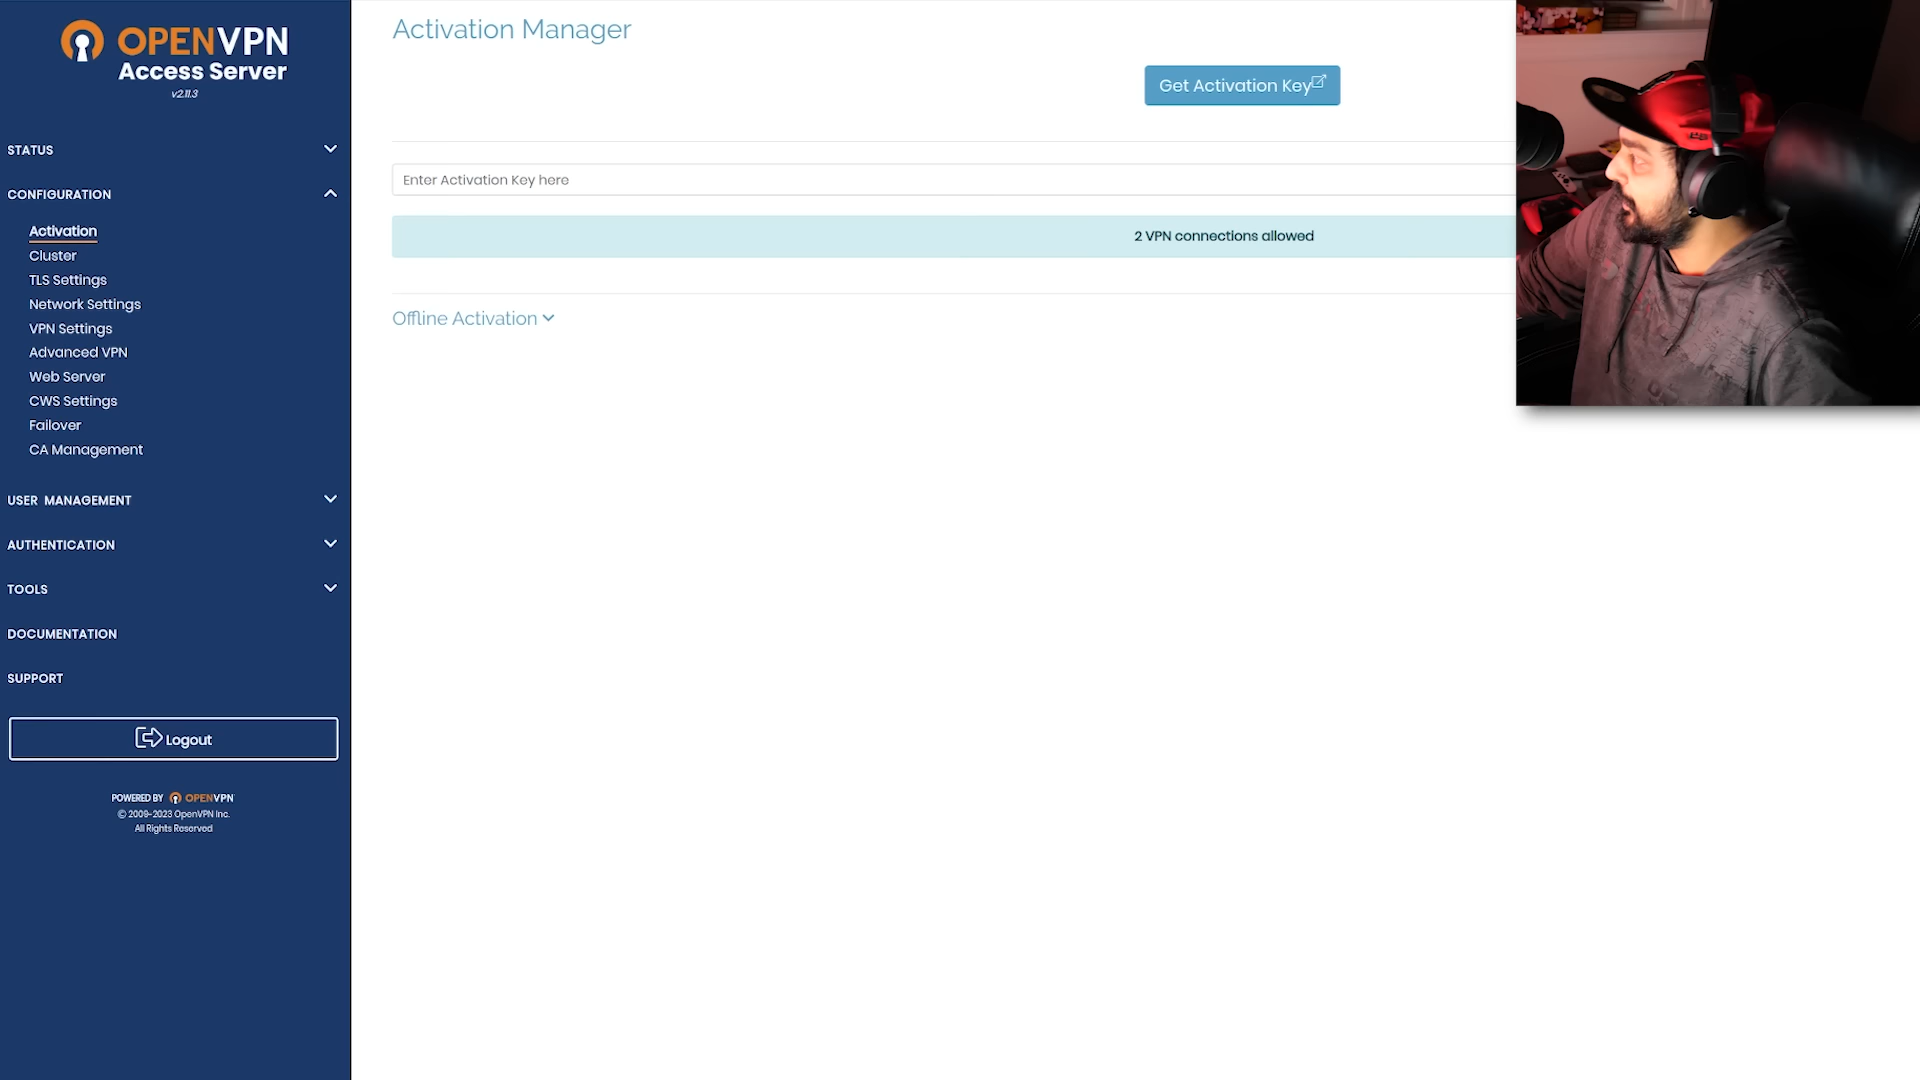 OPENVPN
Access Server
v2.11.3
STATUS
CONFIGURATION
Activation
Cluster
TLS Settings
Network Settings
VPN Settings
Advanced VPN
Web Server
CWS Settings
Failover
CA Management
USER MANAGEMENT
AUTHENTICATION
TOOLS
DOCUMENTATION
SUPPORT
Logout
POWERED BY OPENVPN
© 2009-2023 OpenVPN Inc.
All Rights Reserved
Activation Manager
Get Activation Key
Enter Activation Key here
2 VPN connections allowed
Offline Activation